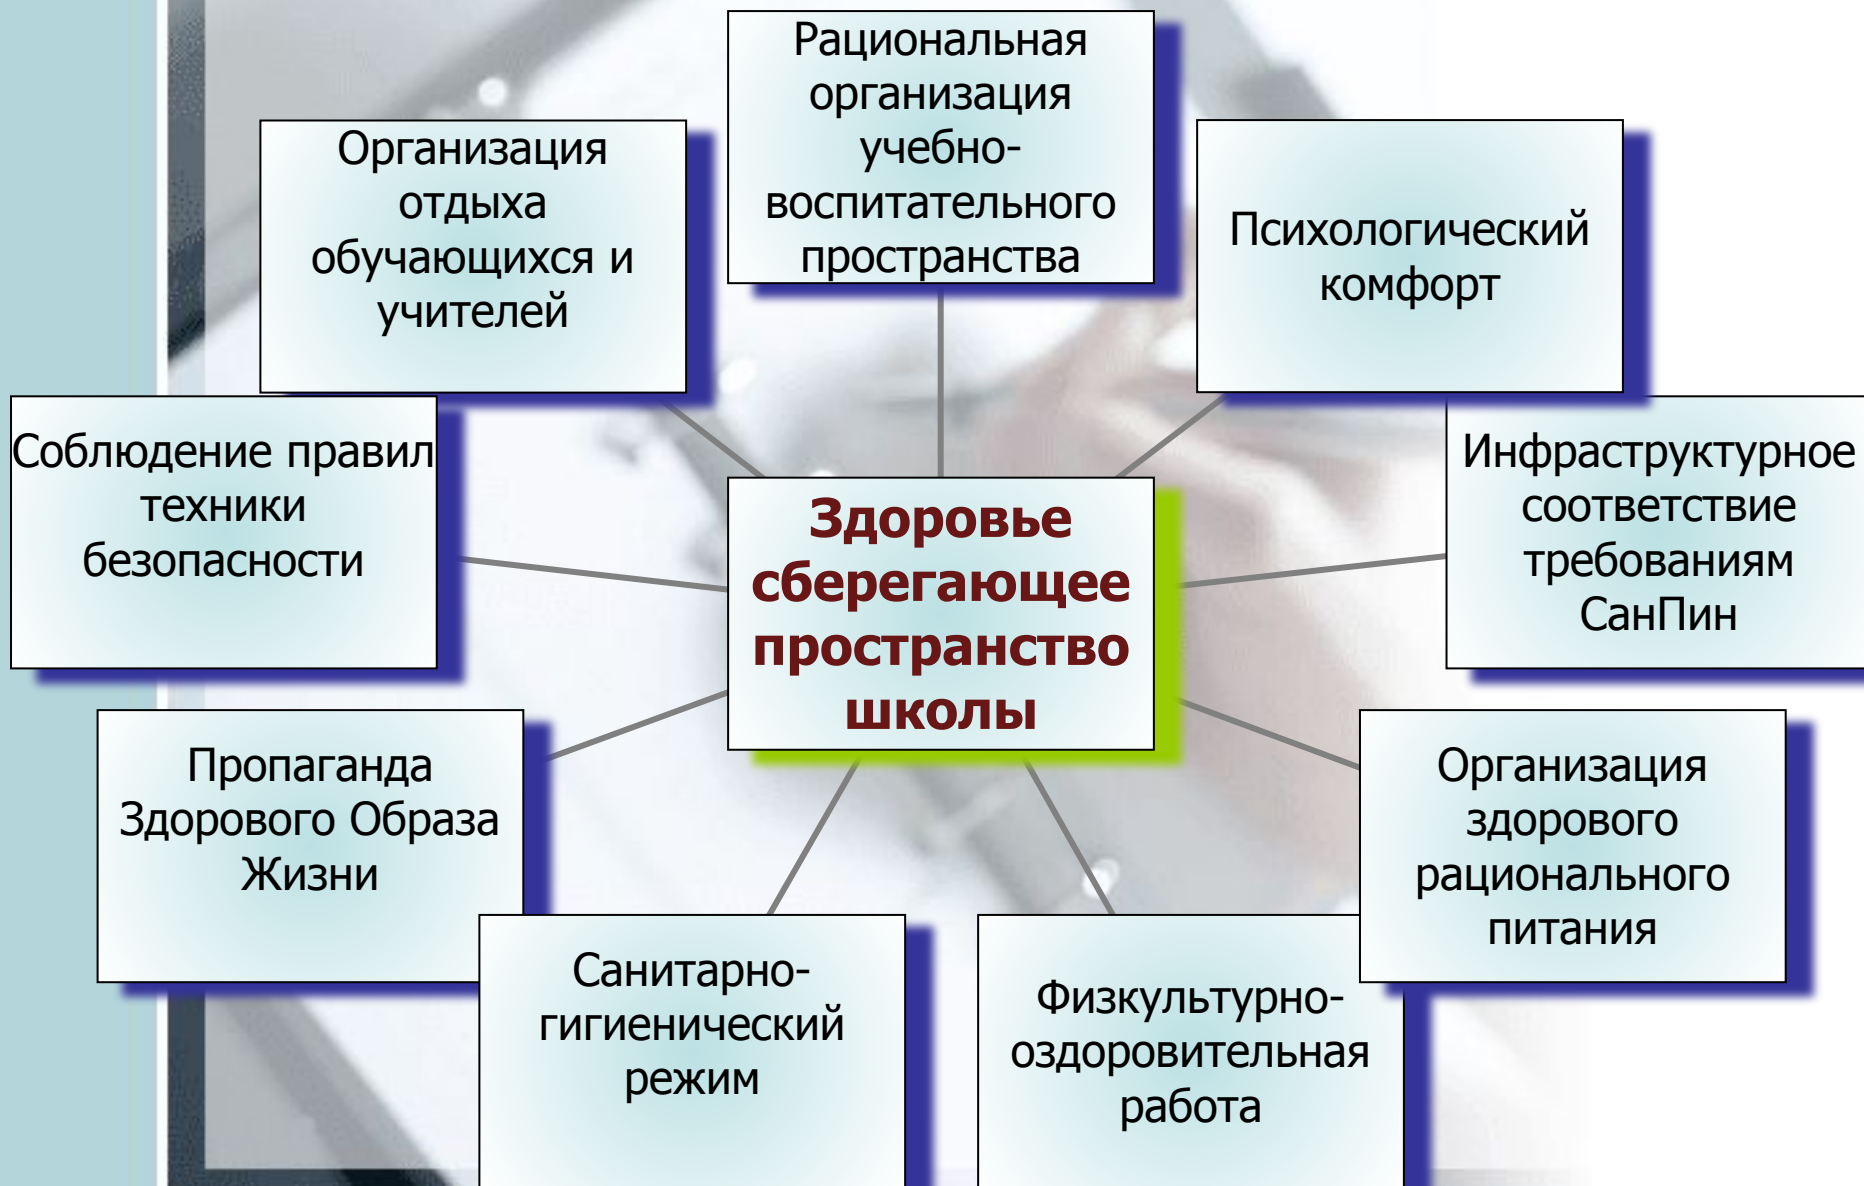 Рациональная
организация
учебно-
воспитательного
пространства
Организация
отдыха
обучающихся и
учителей
Психологический
комфорт
Соблюдение правил
техники
безопасности
Здоровье
сберегающее
пространство
школы
Инфраструктурное
соответствие
требованиям
СанПин
Пропаганда
Здорового Образа
Жизни
Организация
здорового
рационального
питания
Санитарно-
гигиенический
режим
Физкультурно-
оздоровительная
работа